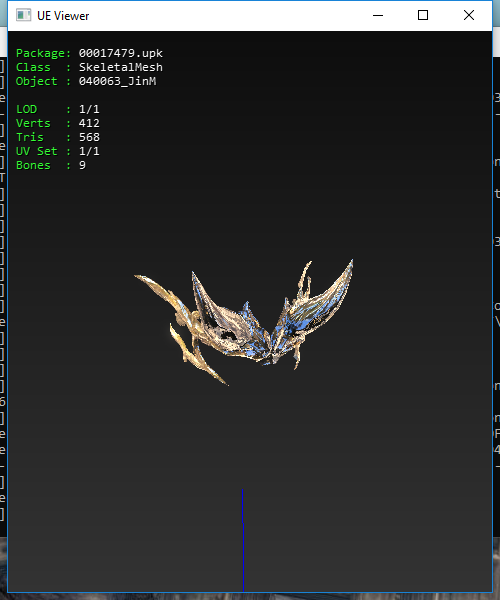 UE Viewer
Package: 00017479.upk
Class : SkeletalMesh
Object : 040063_JinM
LOD : 1/1
Verts : 412
Tris : 568
UV Set : 1/1
Bones : 9